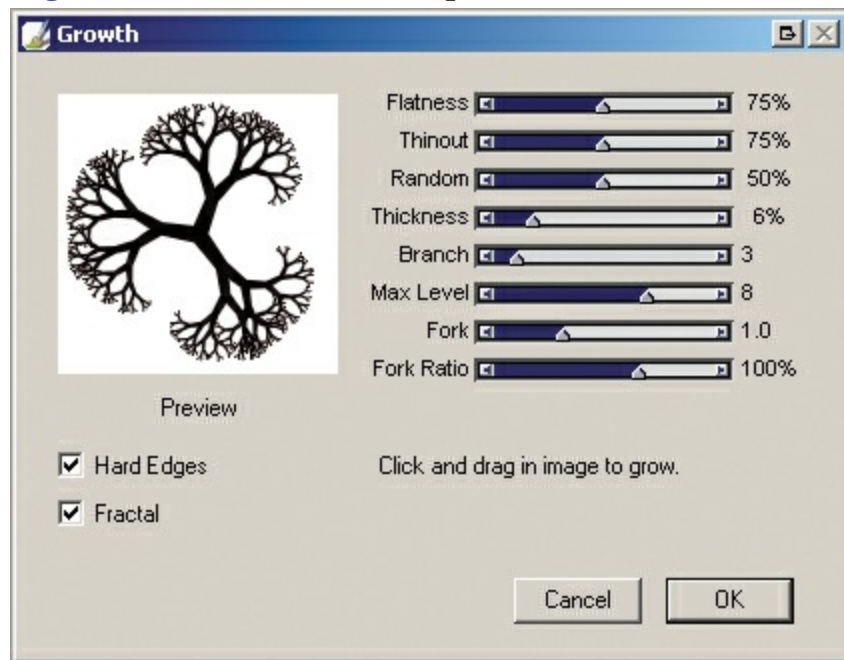 Growth
Flatness 75%
Thinout 75%
Random 50%
Thickness 6%
Branch 3
Max Level 8
Fork 1.0
Fork Ratio 100%
Preview
Hard Edges
Click and drag in image to grow.
Fractal
Cancel
OK